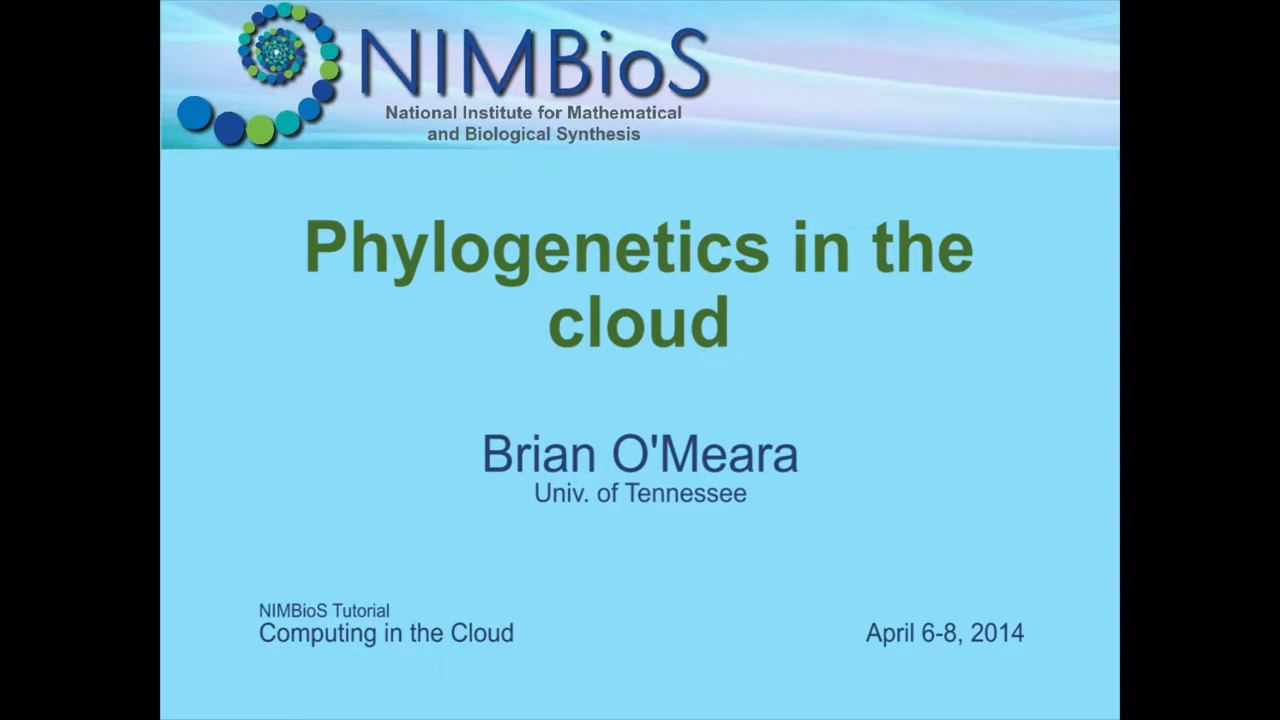 NIMBioS
National Institute for Mathematical
and Biological Synthesis
Phylogenetics in the
cloud
Brian O'Meara
Univ. of Tennessee
NIMBioS Tutorial
Computing in the Cloud
April 6-8, 2014